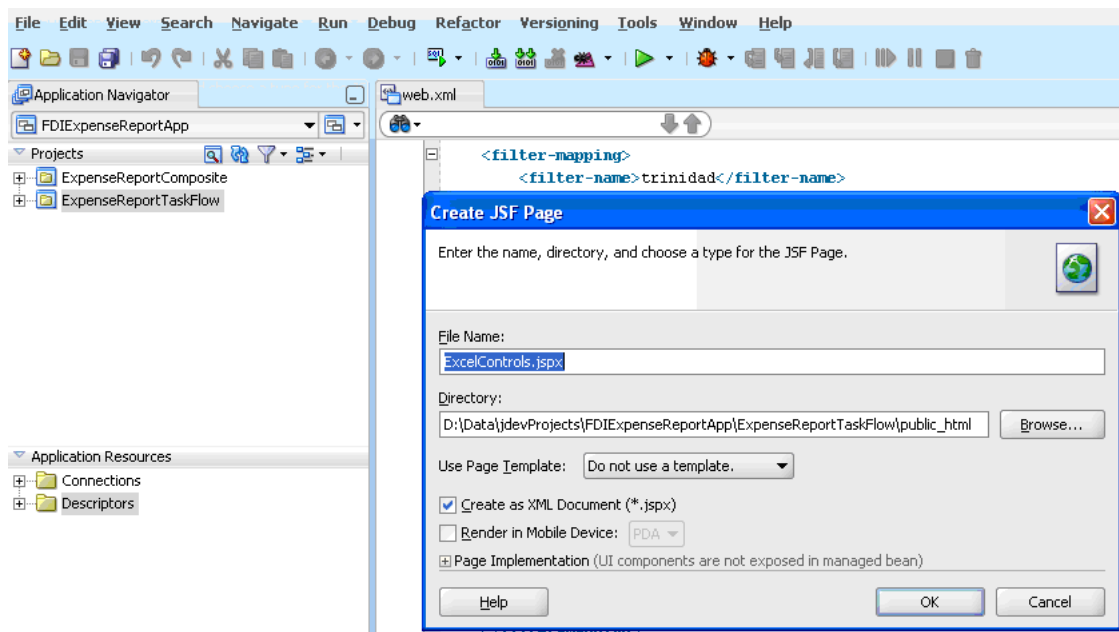 File Edit View Search Navigate Run Debug Refactor Versioning Tools Window Help
Application Navigator
web.xml
FDIExpenseReportApp
Projects
<filter-mapping>
ExpenseReportComposite
<filter-name>trinidad</filter-name>
ExpenseReportTaskFlow
Create JSF Page
Enter the name, directory, and choose a type for the JSF Page.
File Name:
ExcelControls.jspx
Directory:
D:\Data\jdevProjects\FDIExpenseReportApp\ExpenseReportTaskFlow\public_html
Browse...
Application Resources
Use Page Template: Do not use a template.
Connections
Descriptors
Create as XML Document (*.jspx)
Render in Mobile Device: PDA
Page Implementation (UI components are not exposed in managed bean)
Help OK Cancel